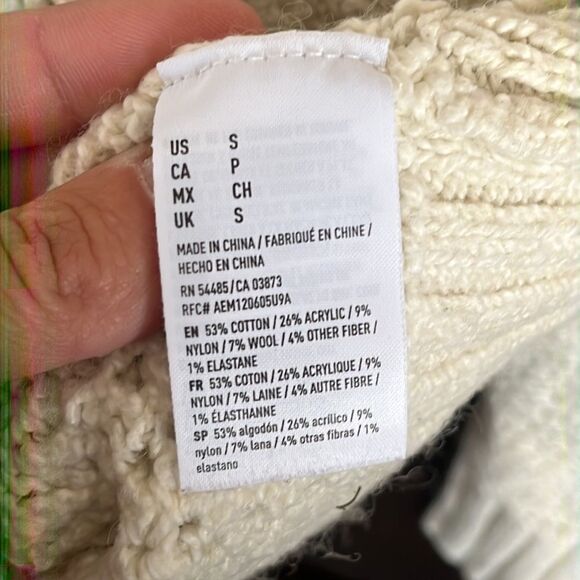 US S
CA P
MX CH
UK S
MADE IN CHINA / FABRIQUÉ EN CHINE /
HECHO EN CHINA
RN 54485/CA 03873
RFC# AEM120605U9A
EN 53% COTTON / 26% ACRYLIC / 9%
NYLON / 7% WOOL / 4% OTHER FIBER /
1% ELASTANE
FR 53% COTON / 26% ACRYLIQUE / 9%
NYLON / 7% LAINE / 4% AUTRE FIBRE /
1% ÉLASTHANNE
SP 53% algodón / 26% acrílico / 9%
nylon / 7% lana / 4% otras fibras / 1%
elastano